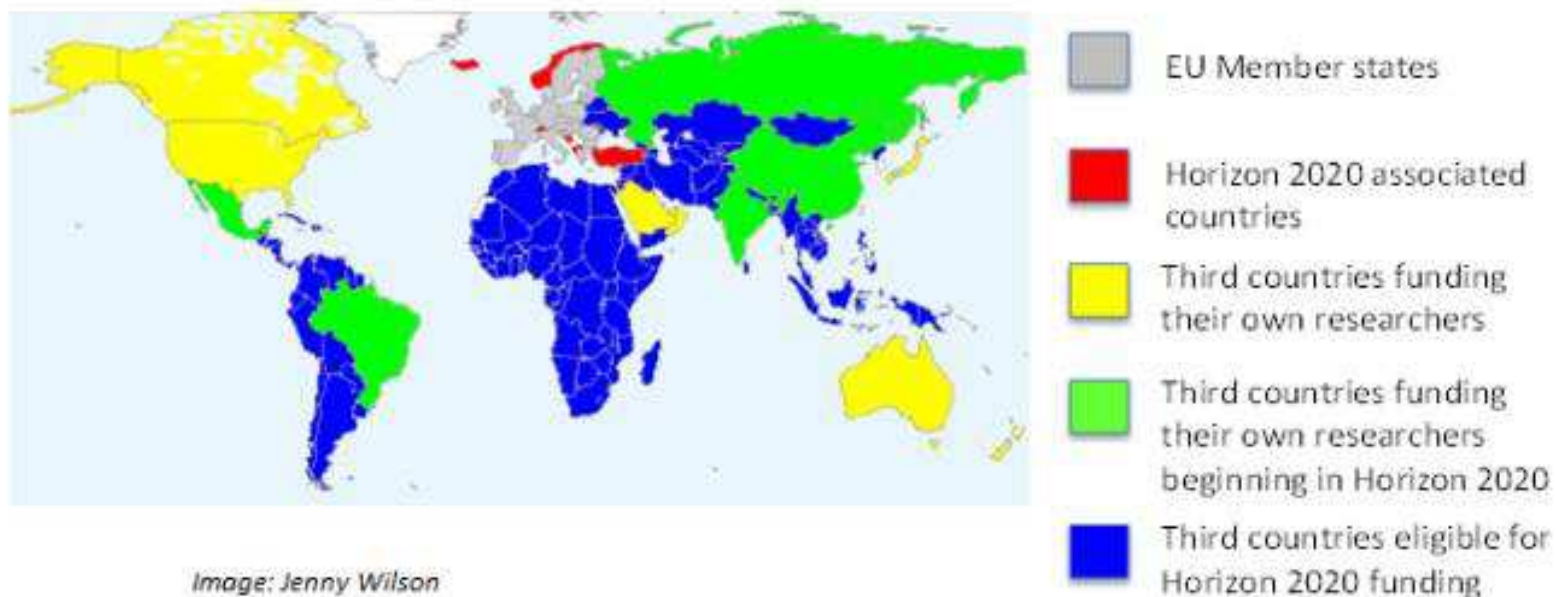 EU Member states
Horizon 2020 associated
countries
Third countries funding
their own researchers
Third countries funding
their own researchers
beginning in Horizon 2020
Third countries eligible for
Horizon 2020 funding
Image: Jenny Wilson